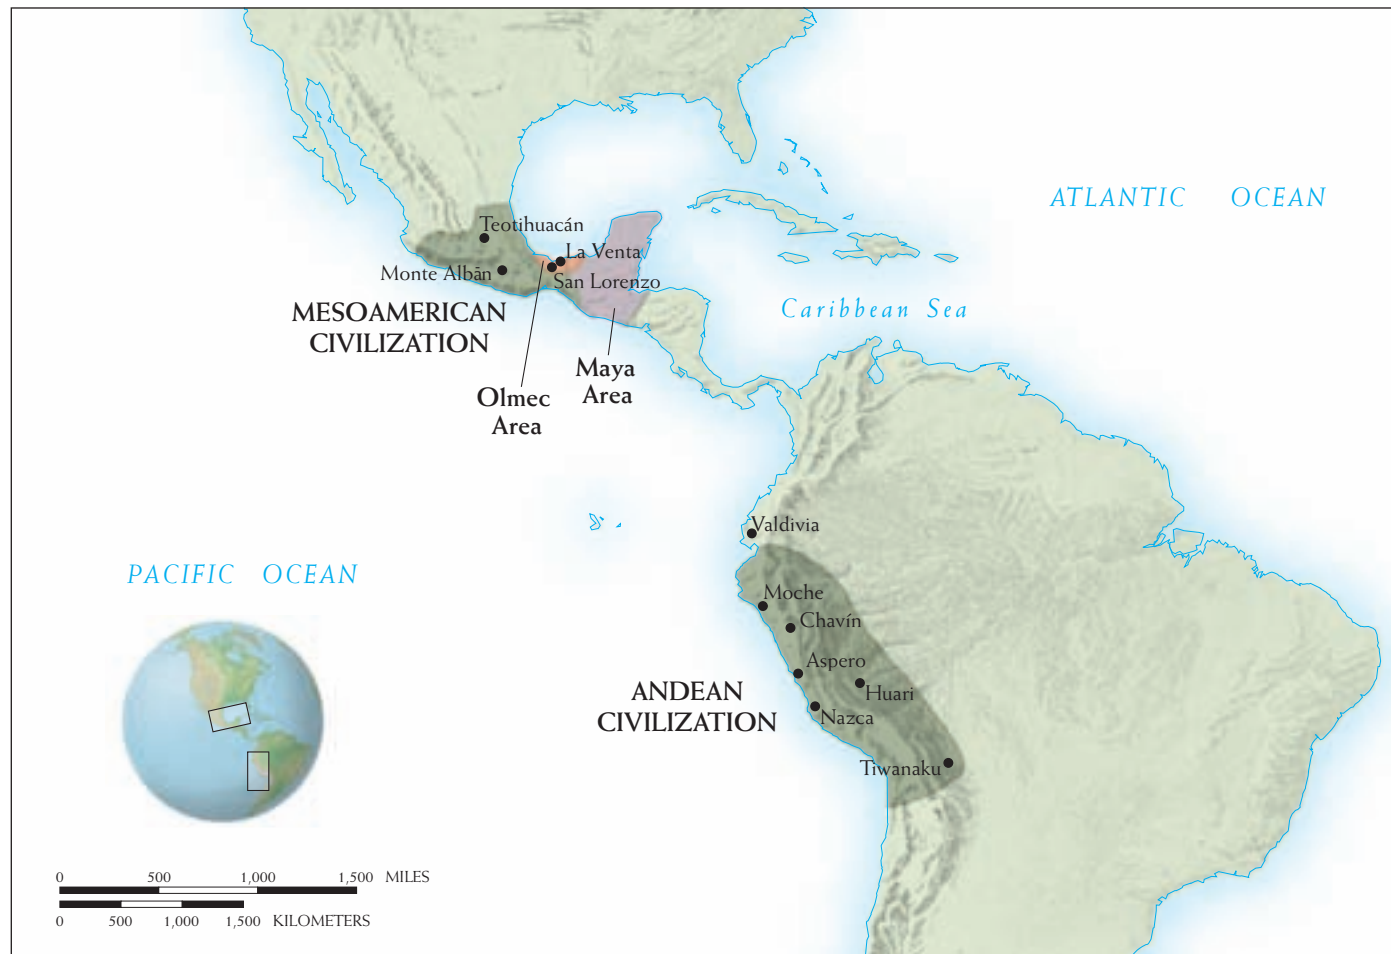 ATLANTIC OCEAN
Teotihuacán
La Venta
Monte Albān
San Lorenzo
MESOAMERICAN
CIVILIZATION
Caribbean Sea
Maya
Area
Olmec
Area
Valdivia
PACIFIC OCEAN
Moche
Chavín
Aspero
Huari
ANDEAN
CIVILIZATION
Nazca
Tiwanaku
0 500 1,000 1,500 MILES
0 500 1,000 1,500 KILOMETERS